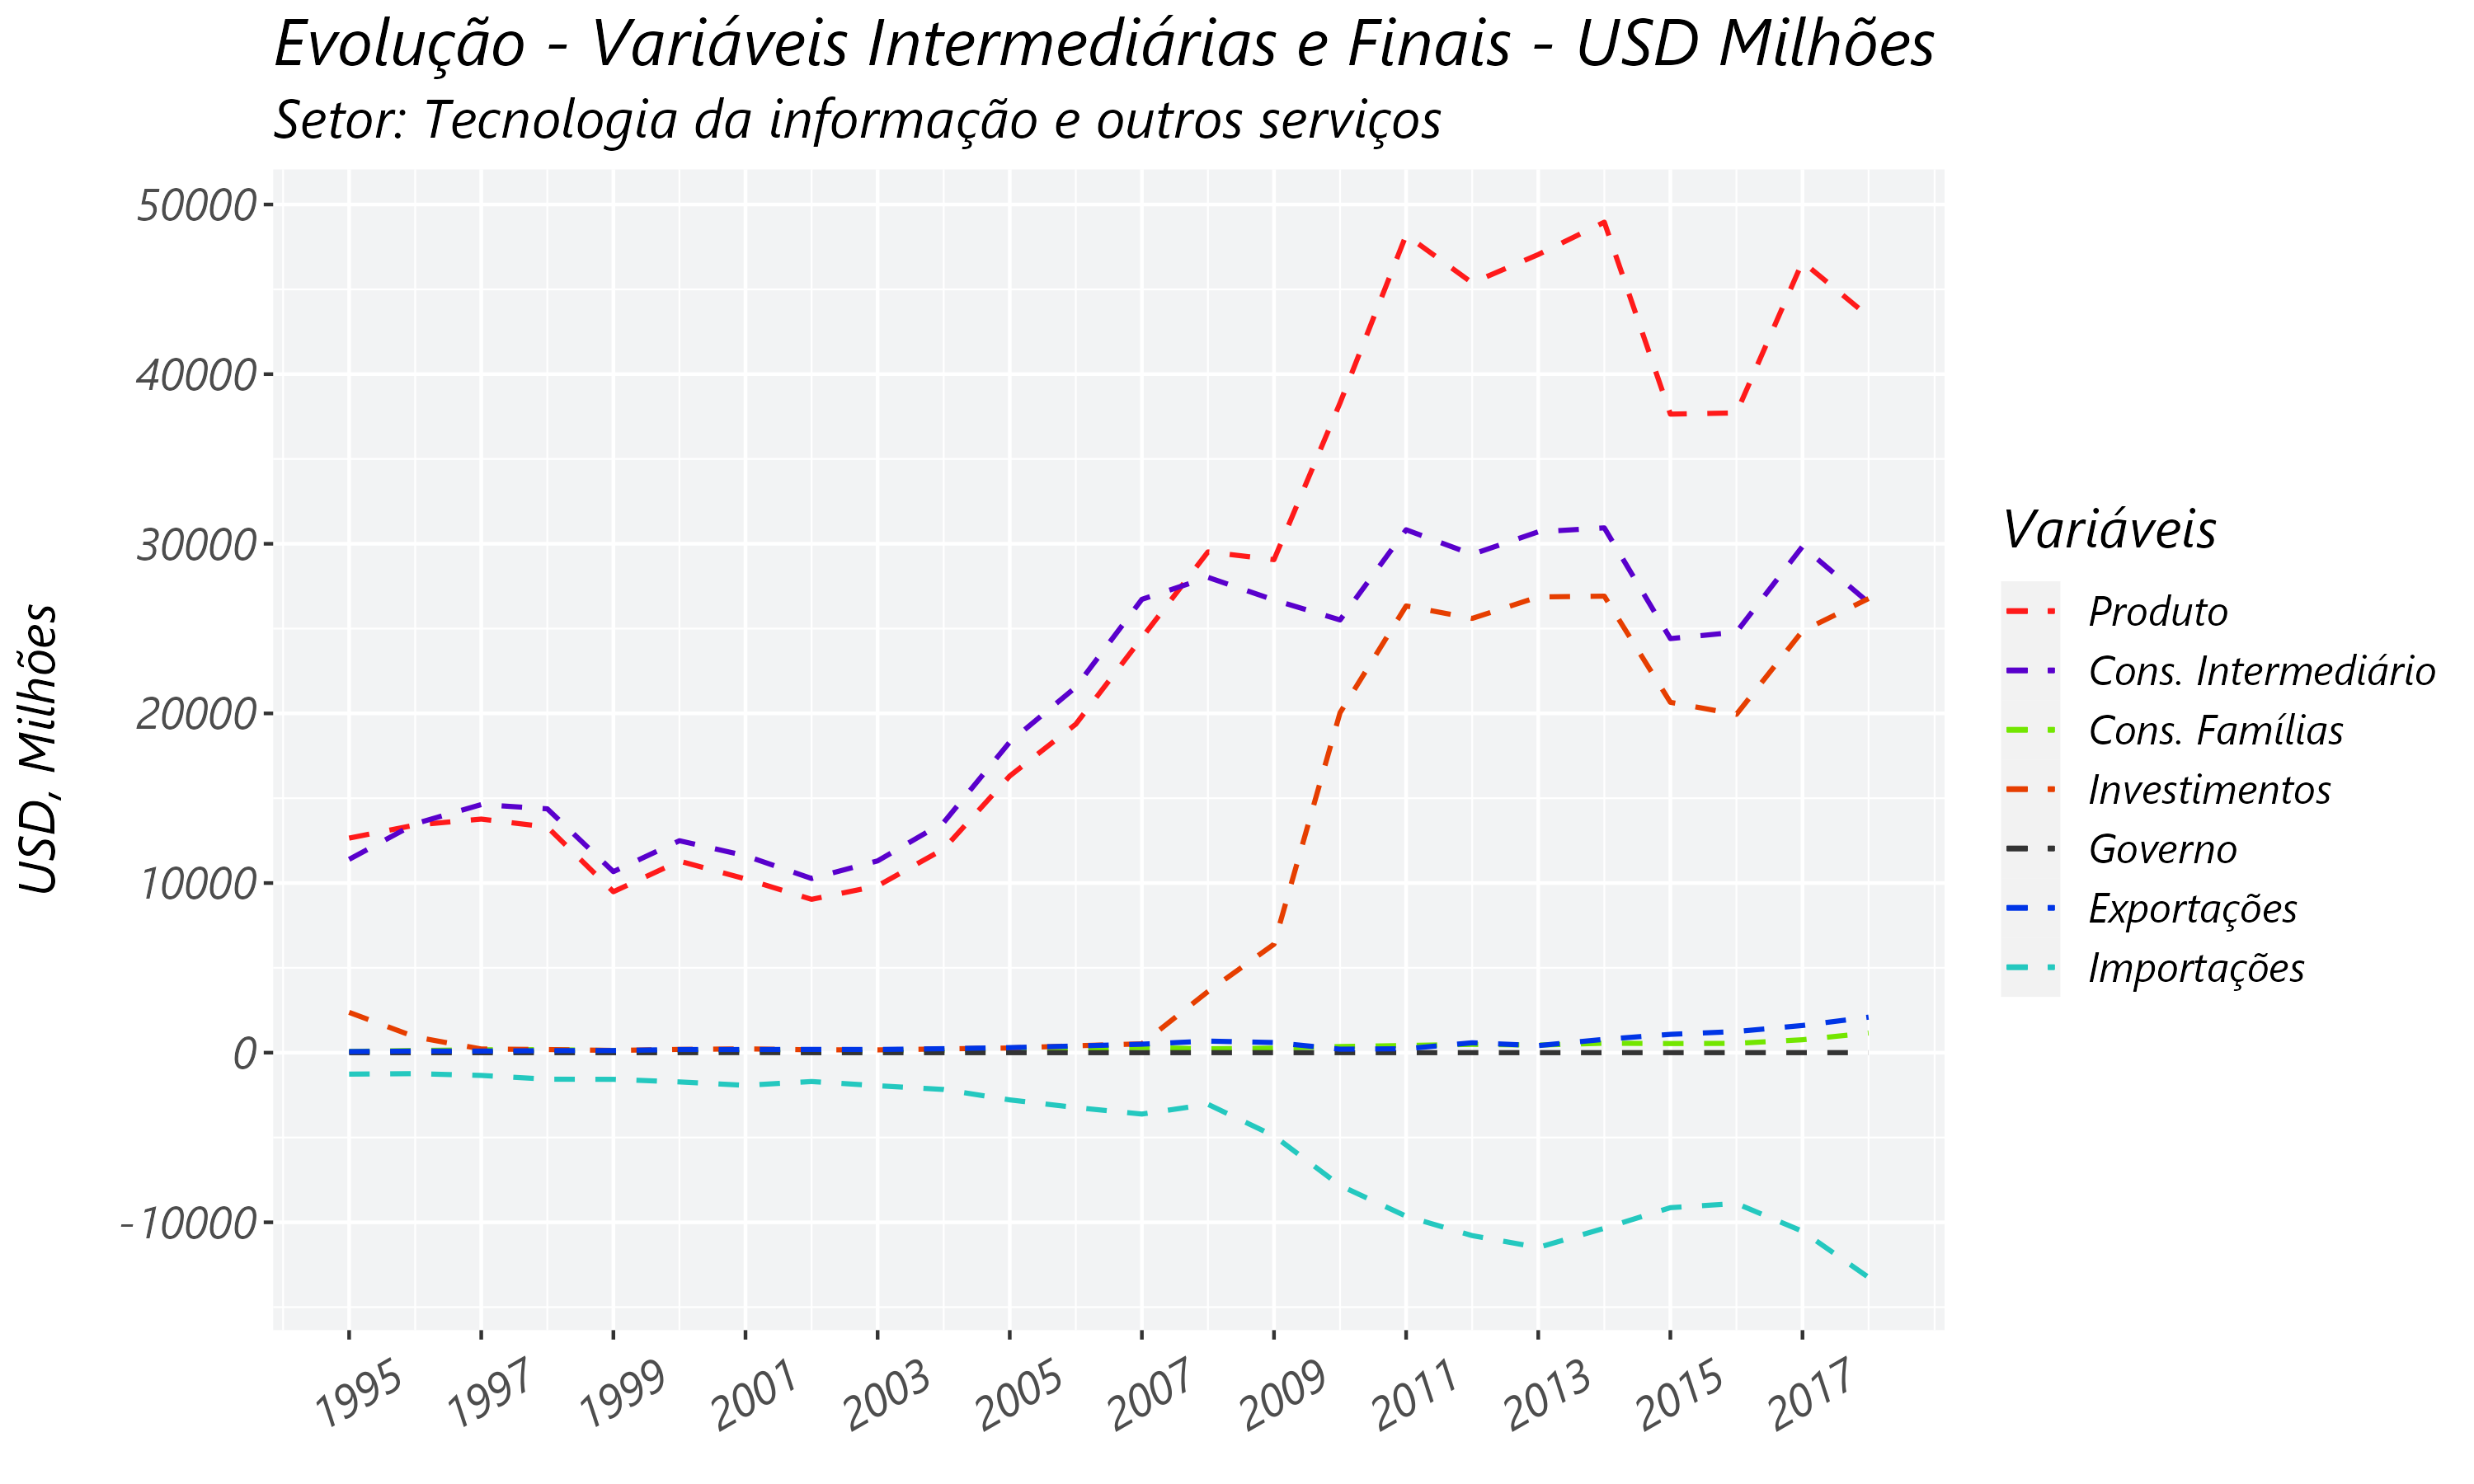 Evolução - Variáveis Intermediárias e Finais - USD Milhões
Setor: Tecnologia da informação e outros serviços
USD, Milhões
50000
40000
30000
20000
10000
0
-10000
1995
1997
1999
2001
2003
2005
2007
2009
2011
2013
2015
2017
Variáveis
Produto
Cons. Intermediário
Cons. Famílias
Investimentos
Governo
Exportações
Importações